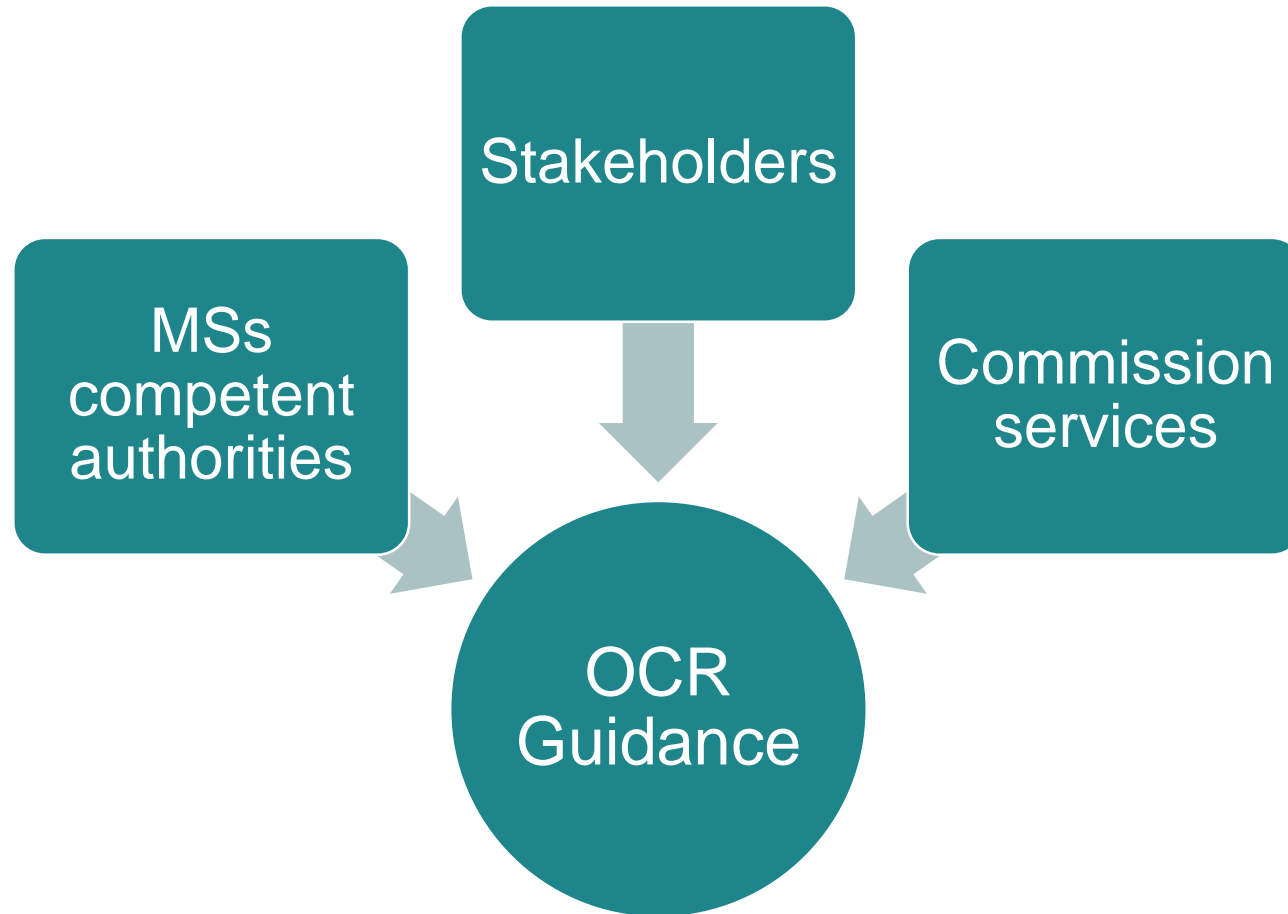 Stakeholders
MSs
competent
authorities
Commission
services
OCR
Guidance